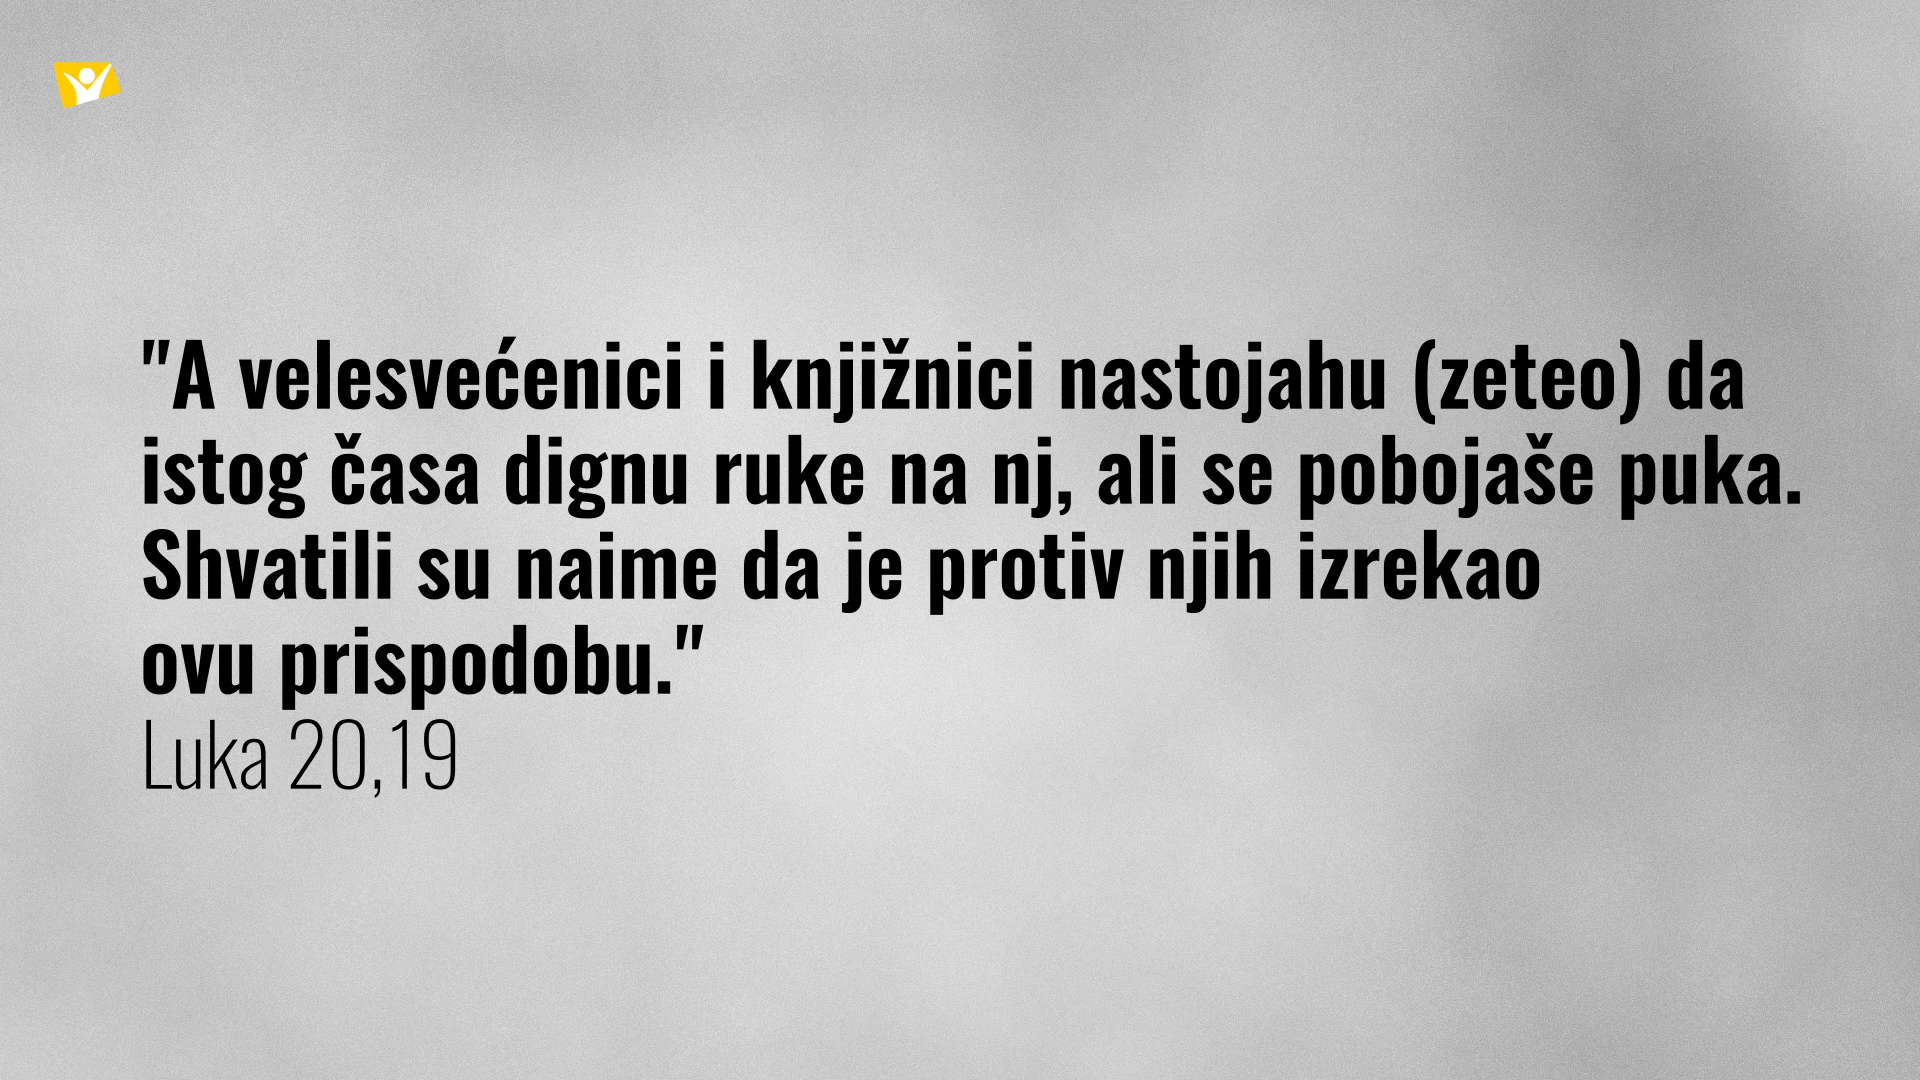 "A velesvećenici i knjižnici nastojahu (zeteo) da
istog časa dignu ruke na nj, ali se pobojaše puka.
Shvatili su naime da je protiv njih izrekao
ovu prispodobu."
Luka 20,19